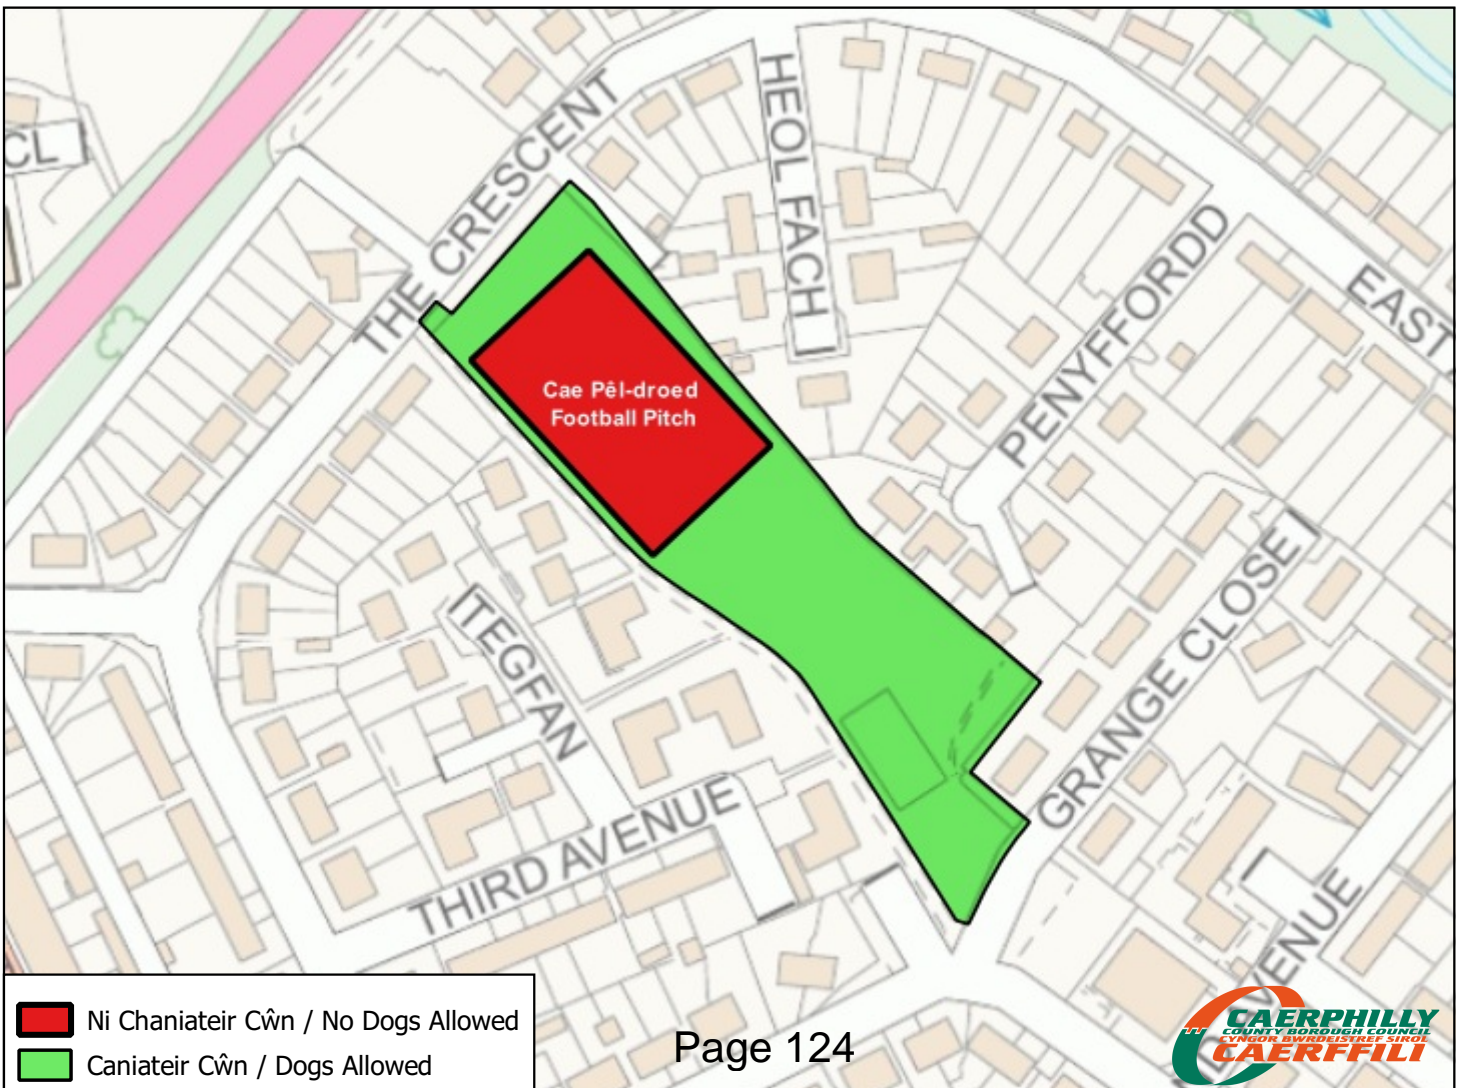 CL
THE CRESCENT
HEOL FACH
PENYFFORDD
EAST
Cae Pêl-droed
Football Pitch
TEGFAN
GRANGE CLOSE
THIRD AVENUE
AVENUE
Ni Chaniateir Cŵn / No Dogs Allowed
Caniateir Cŵn / Dogs Allowed
Page 124
CAERPHILLY
COUNTY BOROUGH COUNCIL
CYNGOR BWRDEISTREF SIROL
CAERFFILI